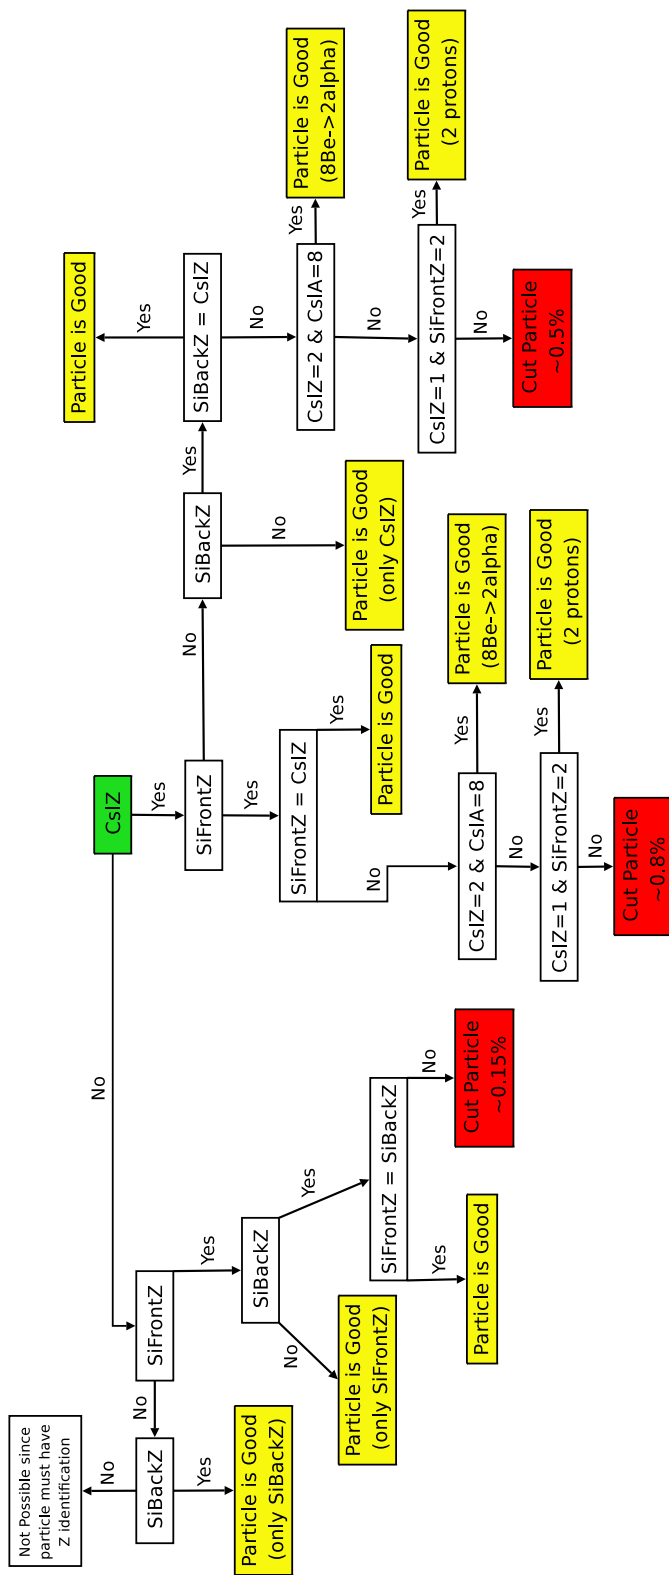 Not Possible since
particle must have
Z identification
Particle is Good
No
No
CsIZ
No
Yes
SiBackZ
SiFrontZ
Yes
No
Yes
SiFrontZ
SiBackZ
SiBackZ = CsIZ
Yes
Yes
Yes
No
No
Particle is Good
(only SiBackZ)
SiBackZ
SiFrontZ = CsIZ
Yes
Particle is Good
(8Be->2alpha)
CsIZ=2 & CsIA=8
No
Yes
Yes
Particle is Good
(only SiFrontZ)
Particle is Good
(only CsIZ)
No
No
SiFrontZ = SiBackZ
Particle is Good
Yes
Particle is Good
(2 protons)
CsIZ=1 & SiFrontZ=2
Yes
No
Yes
Particle is Good
(8Be->2alpha)
CsIZ=2 & CsIA=8
No
Particle is Good
Cut Particle
~0.15%
No
Yes
Particle is Good
(2 protons)
Cut Particle
~0.5%
CsIZ=1 & SiFrontZ=2
No
Cut Particle
~0.8%